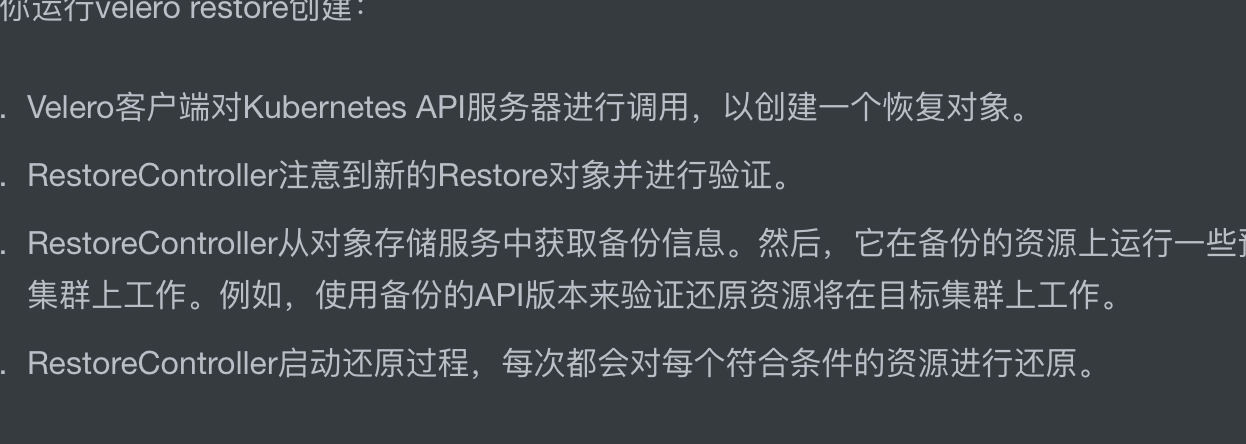 你运行velero restore创建：
. Velero客户端对Kubernetes API服务器进行调用，以创建一个恢复对象。
. RestoreController注意到新的Restore对象并进行验证。
. RestoreController从对象存储服务中获取备份信息。然后，它在备份的资源上运行一些
集群上工作。例如，使用备份的API版本来验证还原资源将在目标集群上工作。
. RestoreController启动还原过程，每次都会对每个符合条件的资源进行还原。